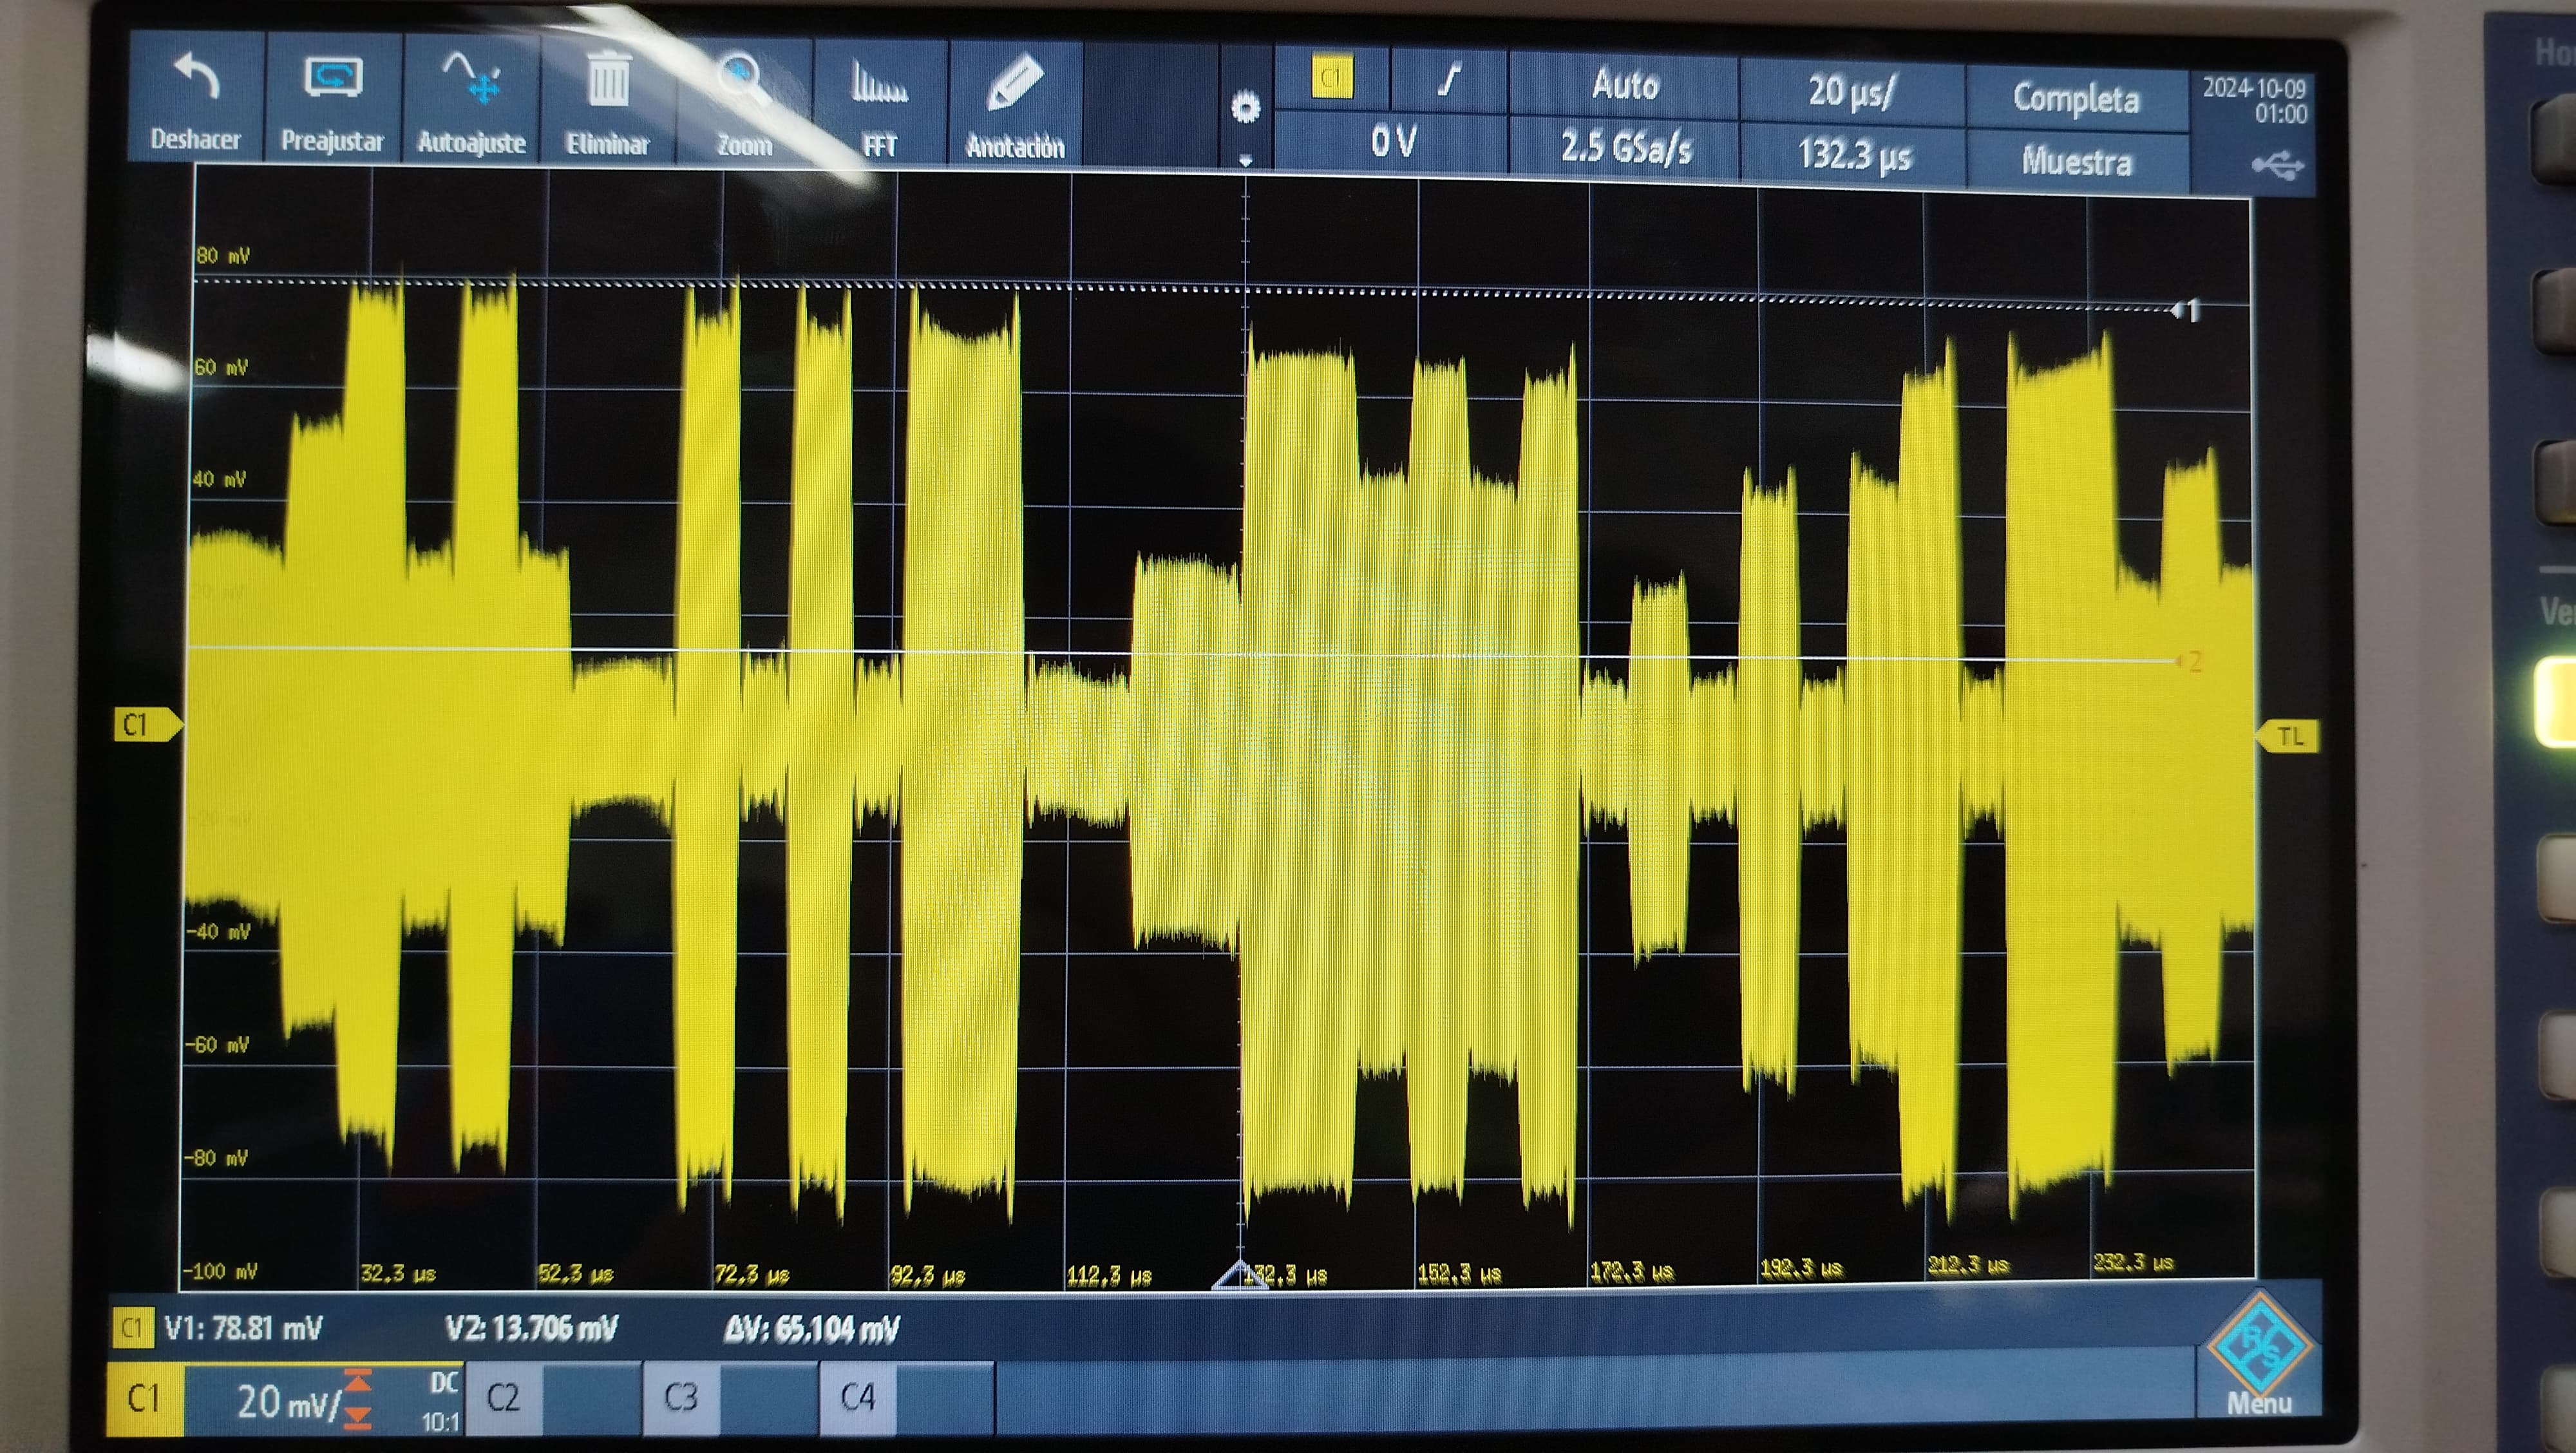 Deshacer
Preajustar
Autoajuste
Eliminar
Zoom
FFT
Anotación
C1
Auto
20 µs/
Completa
0 V
2.5 GSa/s
132.3 µs
Muestra
2024-10-09
01:00
Ho
80 mV
60 mV
40 mV
20 mV
-20 mV
-40 mV
-60 mV
-80 mV
-100 mV
1
2
C1
TL
Ve
32.3 µs
52.3 µs
72.3 µs
92.3 µs
112.3 µs
132.3 µs
152.3 µs
172.3 µs
192.3 µs
212.3 µs
232.3 µs
C1 V1: 78.81 mV V2: 13.706 mV ΔV: 65.104 mV
C1 20 mV/ DC
10:1
C2
C3
C4
R/S
Menu